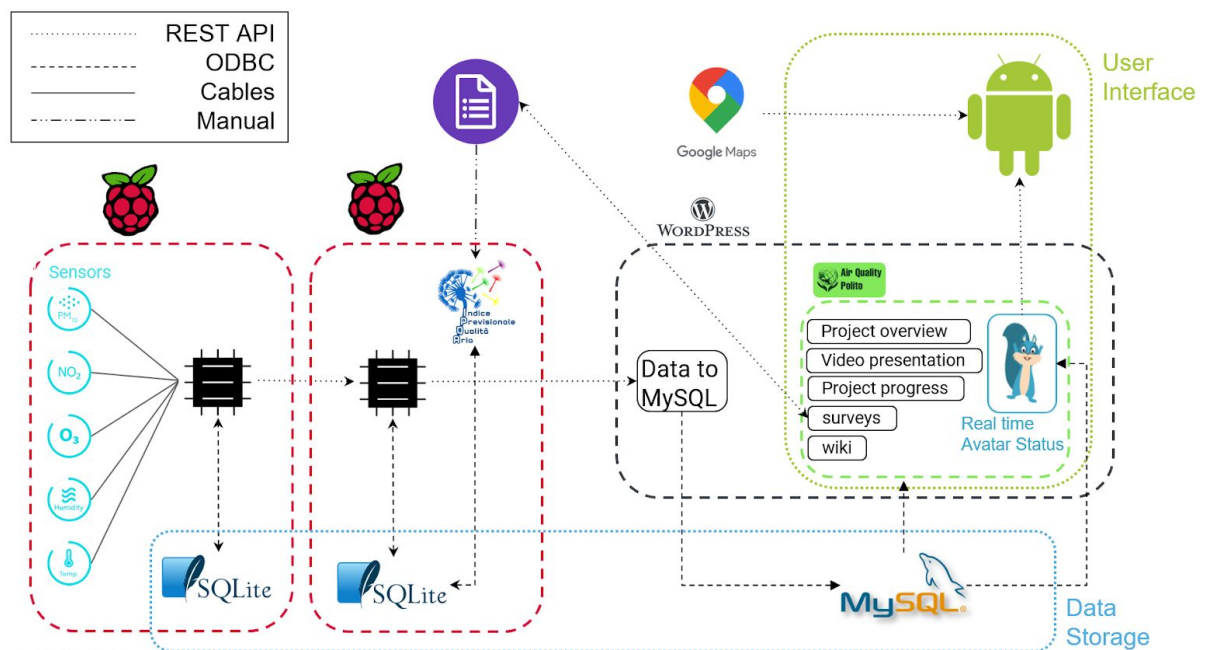 REST API
ODBC
Cables
Manual
Google Maps
User
Interface
WORDPRESS
Sensors
PM10
NO2
O3
Humidity
Temp
Indice
Previsionale
Qualità
Aria
Data to
MySQL
Air Quality
Polito
Project overview
Video presentation
Project progress
surveys
wiki
Real time
Avatar Status
SQLite
SQLite
MySQL®
Data
Storage